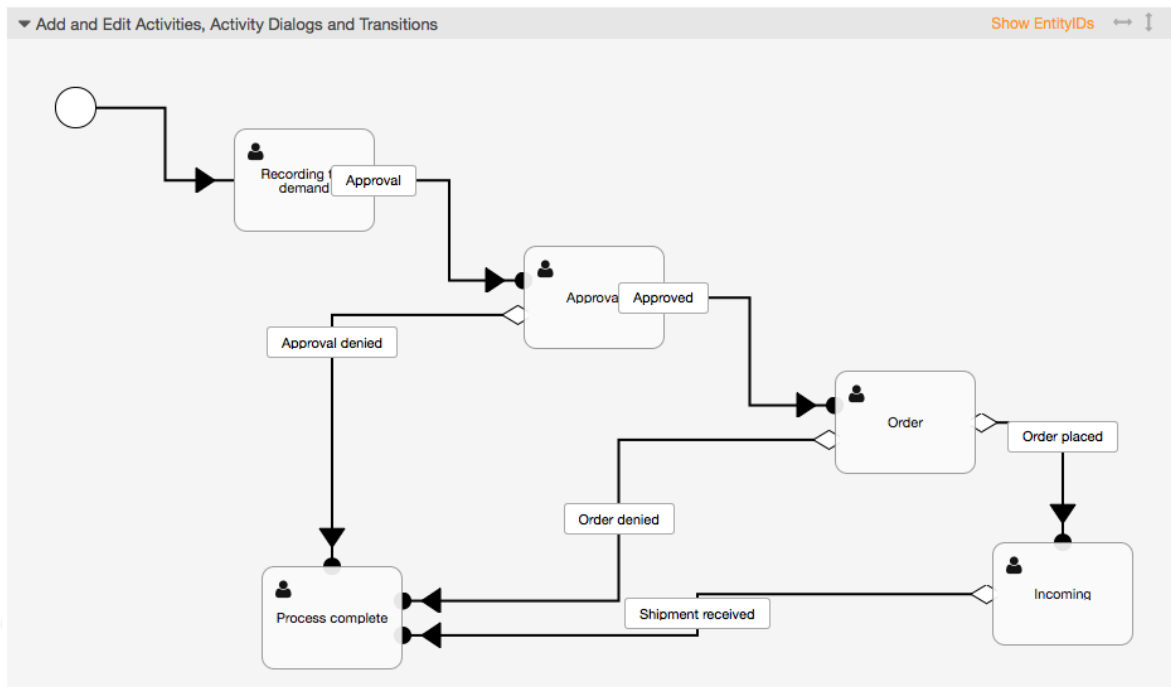 Add and Edit Activities, Activity Dialogs and Transitions
Show EntityIDs
Recording
demand
Approval
Approva
Approved
Approval denied
Order
Order placed
Order denied
Incoming
Shipment received
Process complete